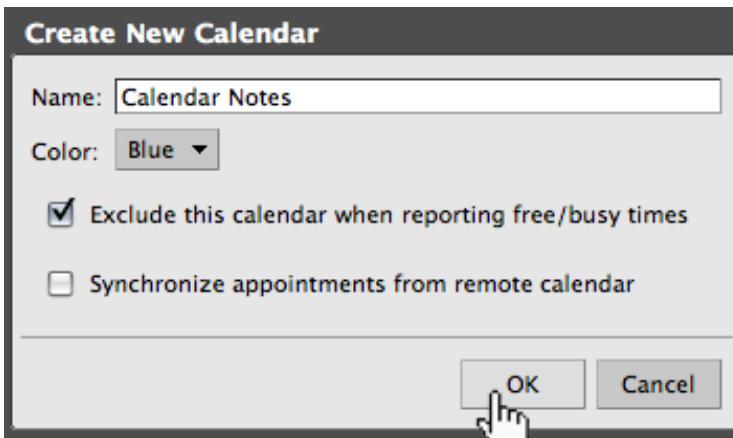 Create New Calendar
Name: Calendar Notes
Color: Blue
Exclude this calendar when reporting free/busy times
Synchronize appointments from remote calendar
OK Cancel